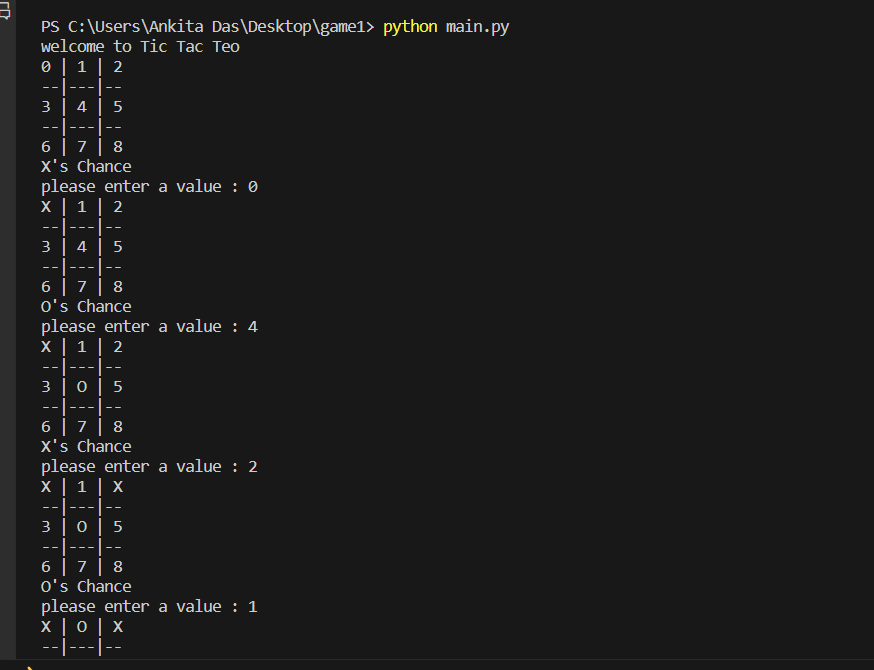 PS C:\Users\Ankita Das\Desktop\game1> python main.py
welcome to Tic Tac Teo
0 | 1 | 2
--|---|--
3 | 4 | 5
--|---|--
6 | 7 | 8
X's Chance
please enter a value : 0
X | 1 | 2
--|---|--
3 | 4 | 5
--|---|--
6 | 7 | 8
O's Chance
please enter a value : 4
X | 1 | 2
--|---|--
3 | O | 5
--|---|--
6 | 7 | 8
X's Chance
please enter a value : 2
X | 1 | X
--|---|--
3 | O | 5
--|---|--
6 | 7 | 8
O's Chance
please enter a value : 1
X | O | X
--|---|--